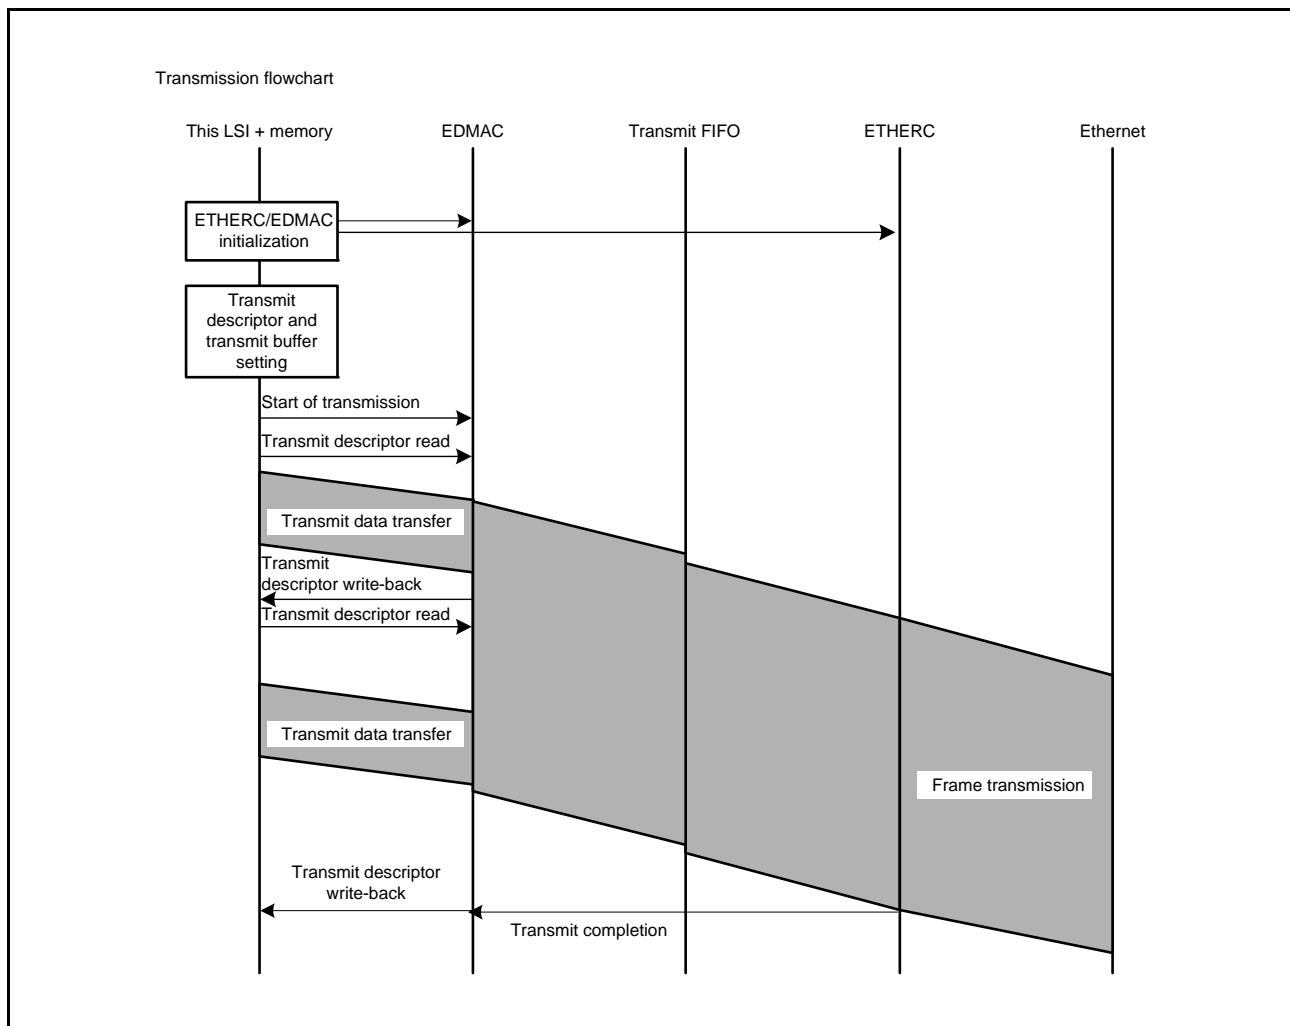 Transmission flowchart
This LSI + memory
EDMAC
Transmit FIFO
ETHERC
Ethernet
ETHERC/EDMAC
initialization
Transmit
descriptor and
transmit buffer
setting
Start of transmission
Transmit descriptor read
Transmit data transfer
Transmit
descriptor write-back
Transmit descriptor read
Transmit data transfer
Frame transmission
Transmit descriptor
write-back
Transmit completion